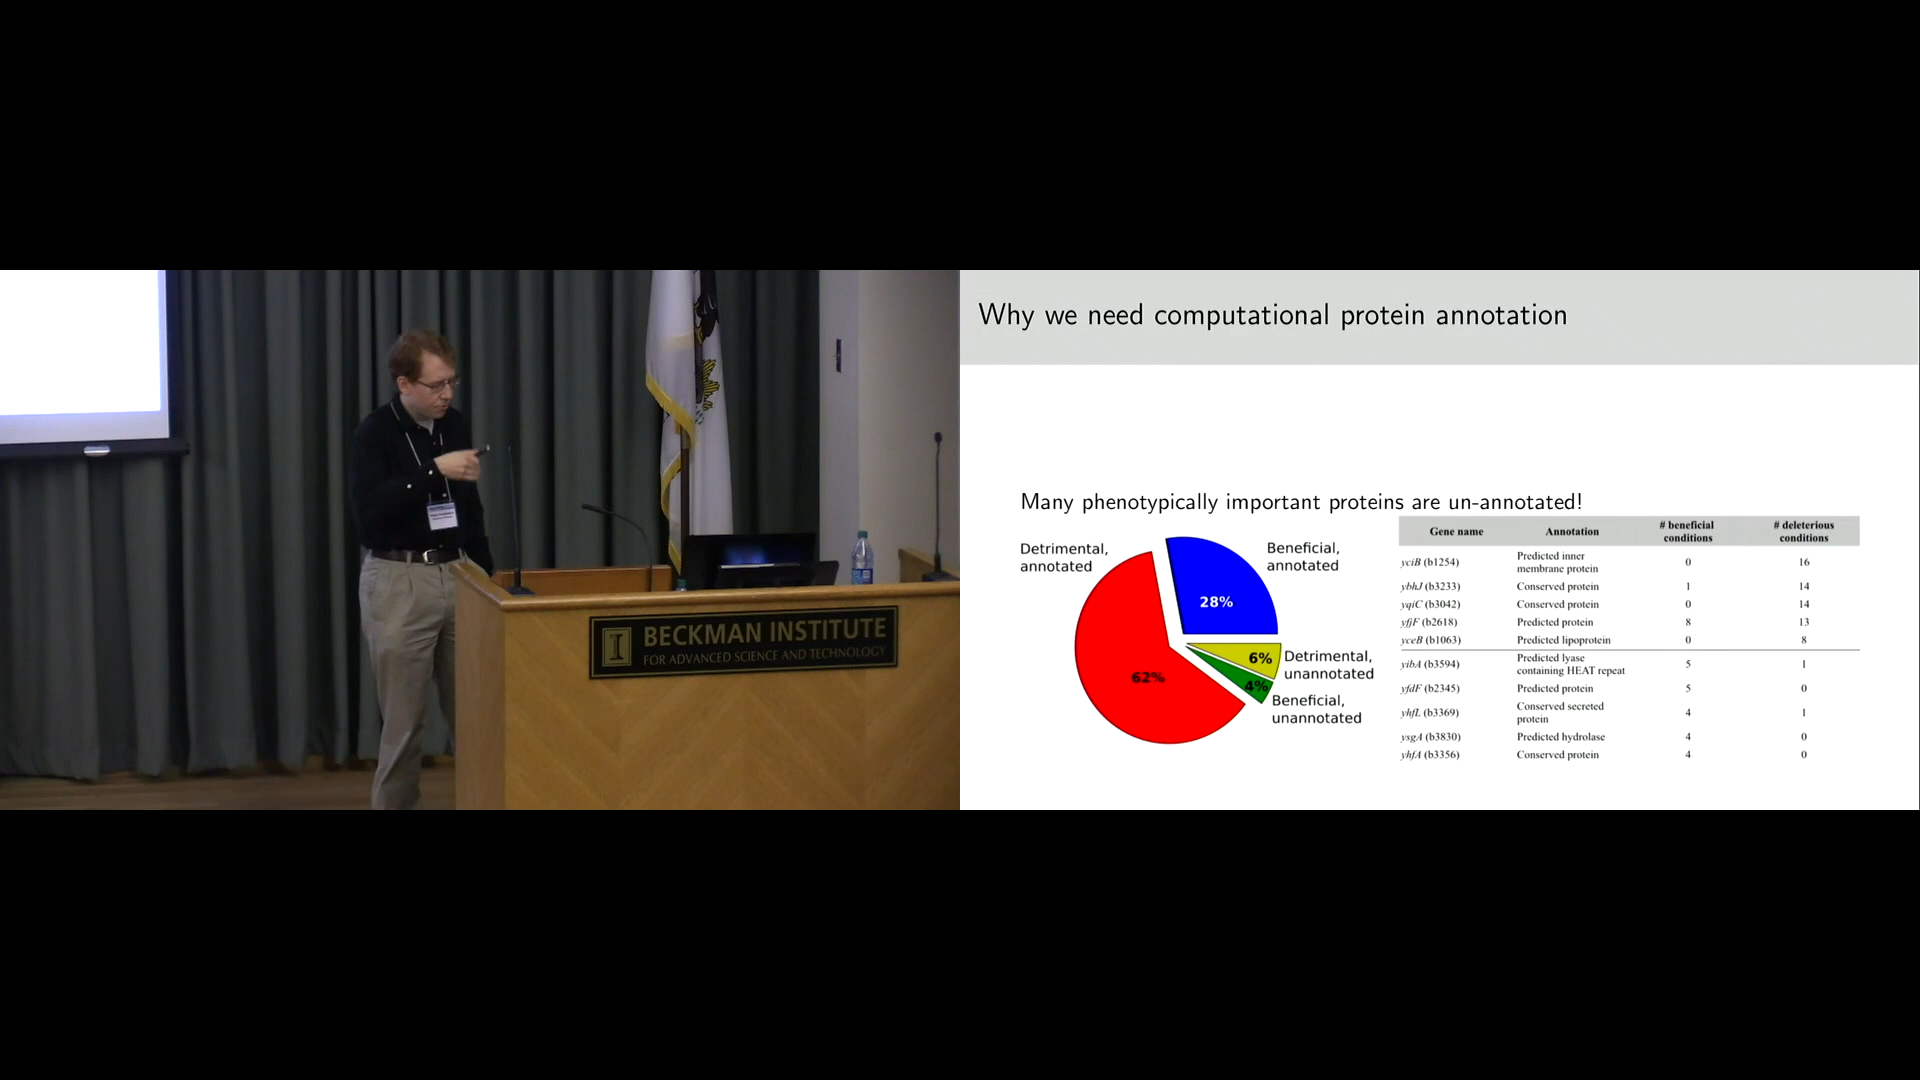 BECKMAN INSTITUTE
FOR ADVANCED SCIENCE AND TECHNOLOGY
Why we need computational protein annotation
Many phenotypically important proteins are un-annotated!
Detrimental,
annotated
Beneficial,
annotated
28%
62%
6%
Detrimental,
unannotated
4%
Beneficial,
unannotated
Gene name Annotation # beneficial conditions # deleterious conditions
yciB (b1254) Predicted inner membrane protein 0 16
ybhJ (b3233) Conserved protein 1 14
yqiC (b3042) Conserved protein 0 14
yfjF (b2618) Predicted protein 8 13
yceB (b1063) Predicted lipoprotein 0 8
yibA (b3594) Predicted lyase containing HEAT repeat 5 1
yfdF (b2345) Predicted protein 5 0
yhfL (b3369) Conserved secreted protein 4 1
ysgA (b3830) Predicted hydrolase 4 0
yhfA (b3356) Conserved protein 4 0